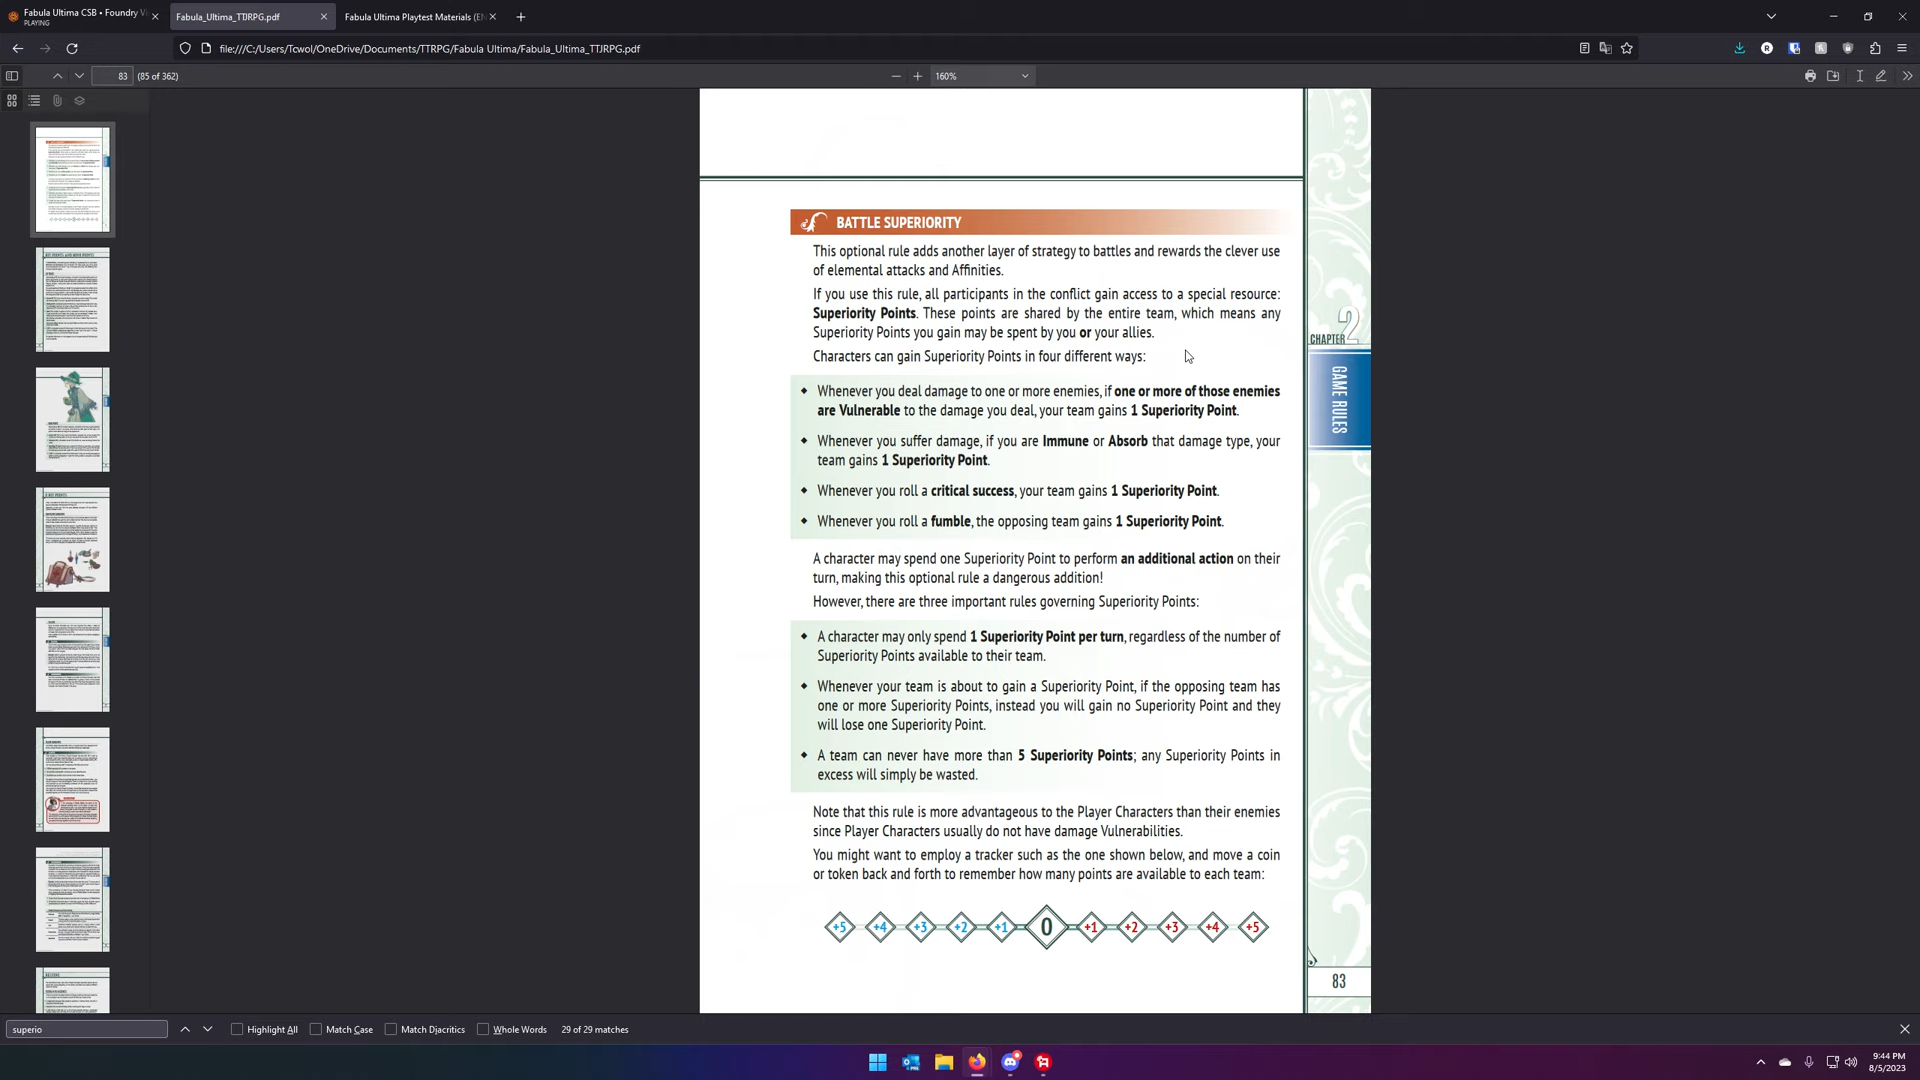 Fabula Ultima CSB • Foundry Vi
PLAYING
Fabula_Ultima_TTJRPG.pdf
Fabula Ultima Playtest Materials (EN
file:///C:/Users/Tcwol/OneDrive/Documents/TTRPG/Fabula Ultima/Fabula_Ultima_TTJRPG.pdf
83
(85 of 362)
160%
BATTLE SUPERIORITY
This optional rule adds another layer of strategy to battles and rewards the clever use
of elemental attacks and Affinities.
If you use this rule, all participants in the conflict gain access to a special resource:
Superiority Points. These points are shared by the entire team, which means any
Superiority Points you gain may be spent by you or your allies.
Characters can gain Superiority Points in four different ways:
◆ Whenever you deal damage to one or more enemies, if one or more of those enemies
are Vulnerable to the damage you deal, your team gains 1 Superiority Point.
◆ Whenever you suffer damage, if you are Immune or Absorb that damage type, your
team gains 1 Superiority Point.
◆ Whenever you roll a critical success, your team gains 1 Superiority Point.
◆ Whenever you roll a fumble, the opposing team gains 1 Superiority Point.
A character may spend one Superiority Point to perform an additional action on their
turn, making this optional rule a dangerous addition!
However, there are three important rules governing Superiority Points:
◆ A character may only spend 1 Superiority Point per turn, regardless of the number of
Superiority Points available to their team.
◆ Whenever your team is about to gain a Superiority Point, if the opposing team has
one or more Superiority Points, instead you will gain no Superiority Point and they
will lose one Superiority Point.
◆ A team can never have more than 5 Superiority Points; any Superiority Points in
excess will simply be wasted.
Note that this rule is more advantageous to the Player Characters than their enemies
since Player Characters usually do not have damage Vulnerabilities.
You might want to employ a tracker such as the one shown below, and move a coin
or token back and forth to remember how many points are available to each team:
+5 +4 +3 +2 +1 0 +1 +2 +3 +4 +5
CHAPTER 2
GAME RULES
83
superio
Highlight All
Match Case
Match Diacritics
Whole Words
29 of 29 matches
9:44 PM
8/5/2023